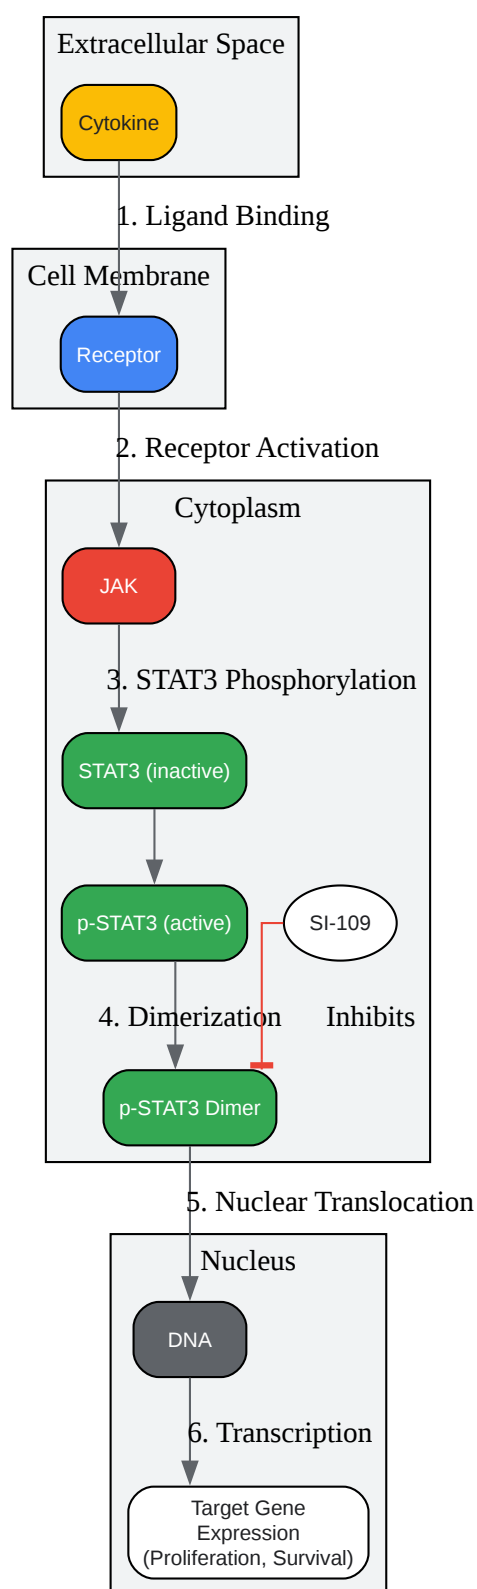 Extracellular Space
Cytokine
1. Ligand Binding
Cell Membrane
Receptor
2. Receptor Activation
Cytoplasm
JAK
3. STAT3 Phosphorylation
STAT3 (inactive)
p-STAT3 (active)
SI-109
4. Dimerization
Inhibits
p-STAT3 Dimer
5. Nuclear Translocation
Nucleus
DNA
6. Transcription
Target Gene
Expression
(Proliferation, Survival)